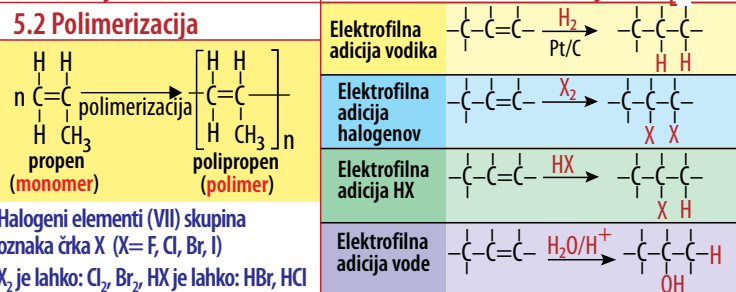 5.2 Polimerizacija
H H
n C=C
H CH₃
polimerizacija
H H
C=C
H CH₃
n
propen
(monomer)
polipropen
(polimer)
Halogeni elementi (VII) skupina
oznaka črka X (X= F, Cl, Br, I)
X₂ je lahko: Cl₂, Br₂, HX je lahko: HBr, HCl
Elektrofilna
adicija vodika
–C–C=C–
H₂
Pt/C
–C–C–C–
H H
Elektrofilna
adicija
halogenov
–C–C=C–
X₂
–C–C–C–
X X
Elektrofilna
adicija HX
–C–C=C–
HX
–C–C–C–
X H
Elektrofilna
adicija vode
–C–C=C–
H₂O/H⁺
–C–C–C–H
OH